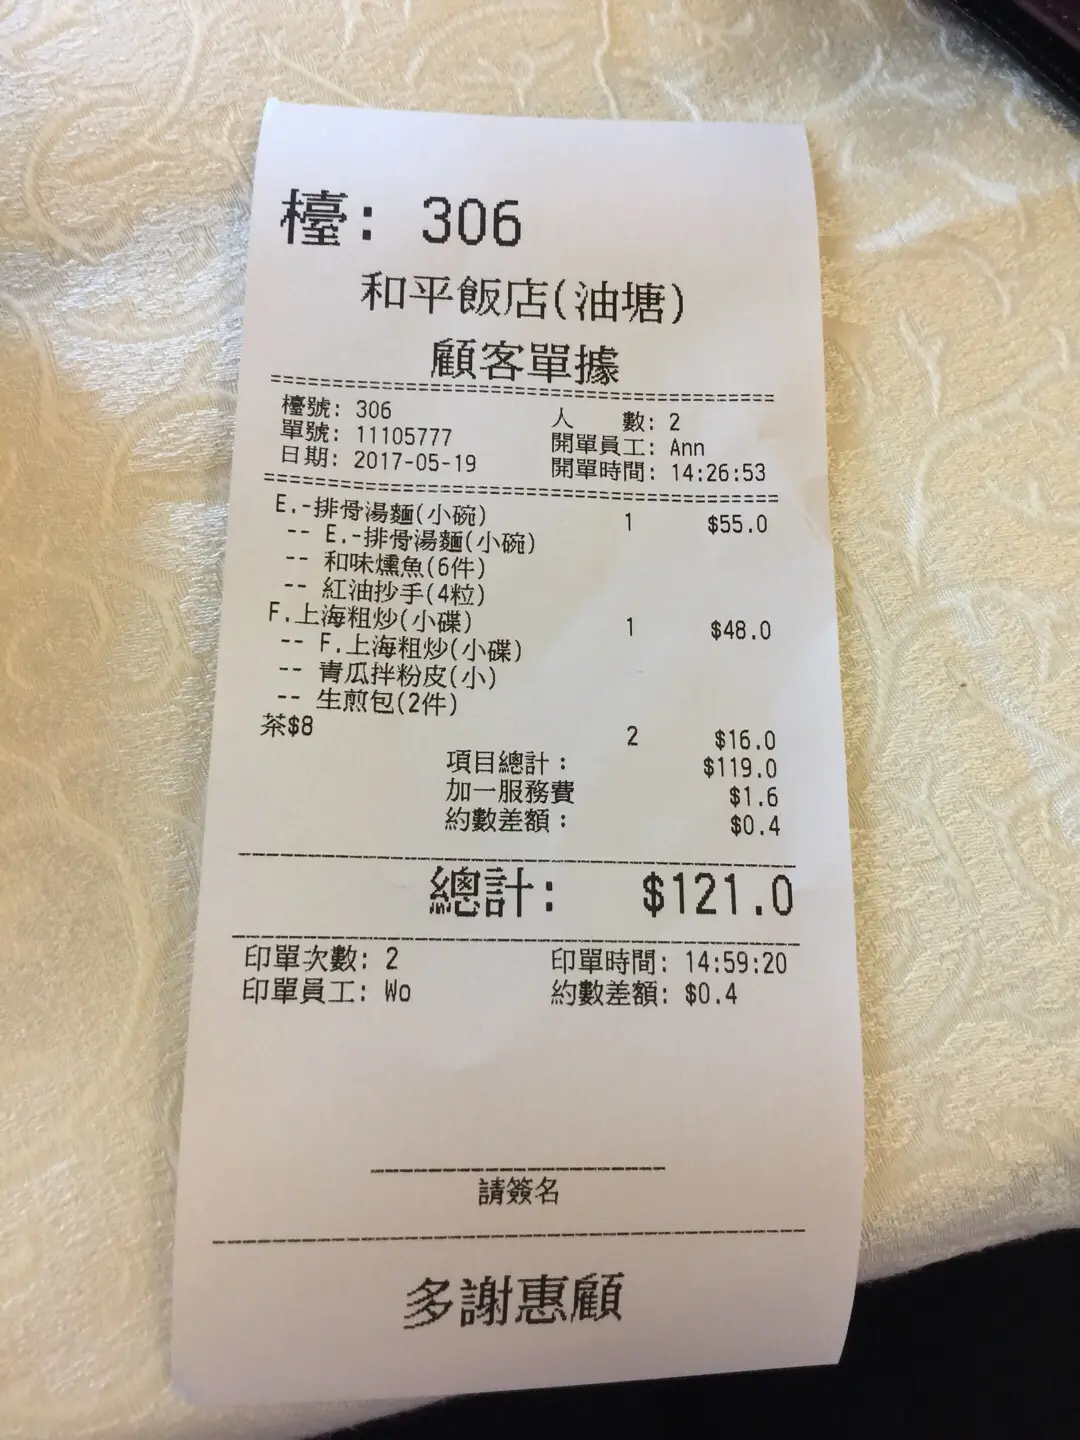 檯: 306
和平飯店(油塘)
顧客單據
檯號: 306 人 數: 2
單號: 11105777 開單員工: Ann
日期: 2017-05-19 開單時間: 14:26:53
E.-排骨湯麵(小碗) 1 $55.0
-- E.-排骨湯麵(小碗)
-- 和味燻魚(6件)
-- 紅油抄手(4粒)
F.上海粗炒(小碟) 1 $48.0
-- F.上海粗炒(小碟)
-- 青瓜拌粉皮(小)
-- 生煎包(2件)
茶$8 2 $16.0
項目總計: $119.0
加一服務費 $1.6
約數差額: $0.4
總計: $121.0
印單次數: 2 印單時間: 14:59:20
印單員工: Wo 約數差額: $0.4
請簽名
多謝惠顧